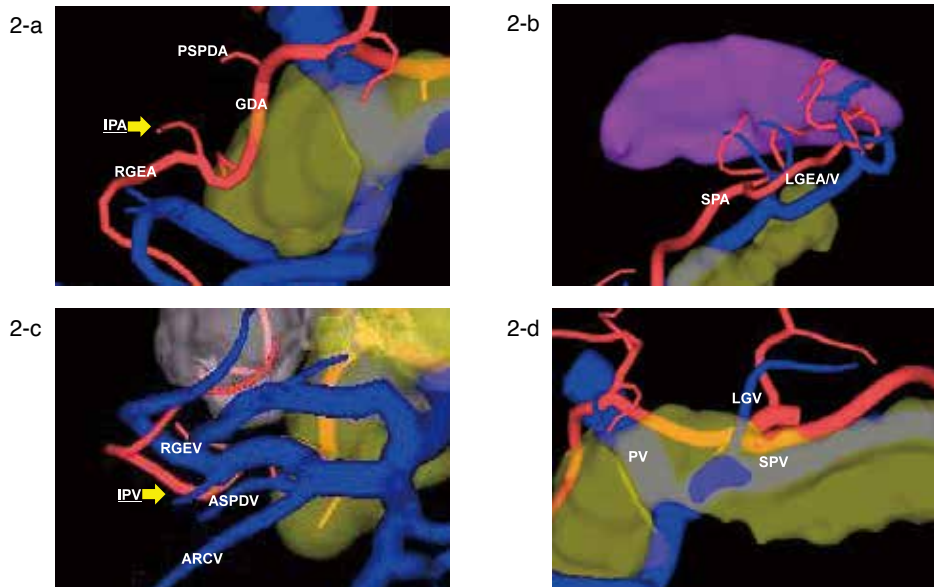 2-a
PSPDA
GDA
IPA
RGEA
2-b
LGEA/V
SPA
2-c
RGEV
IPV
ASPDV
ARCV
2-d
LGV
PV
SPV